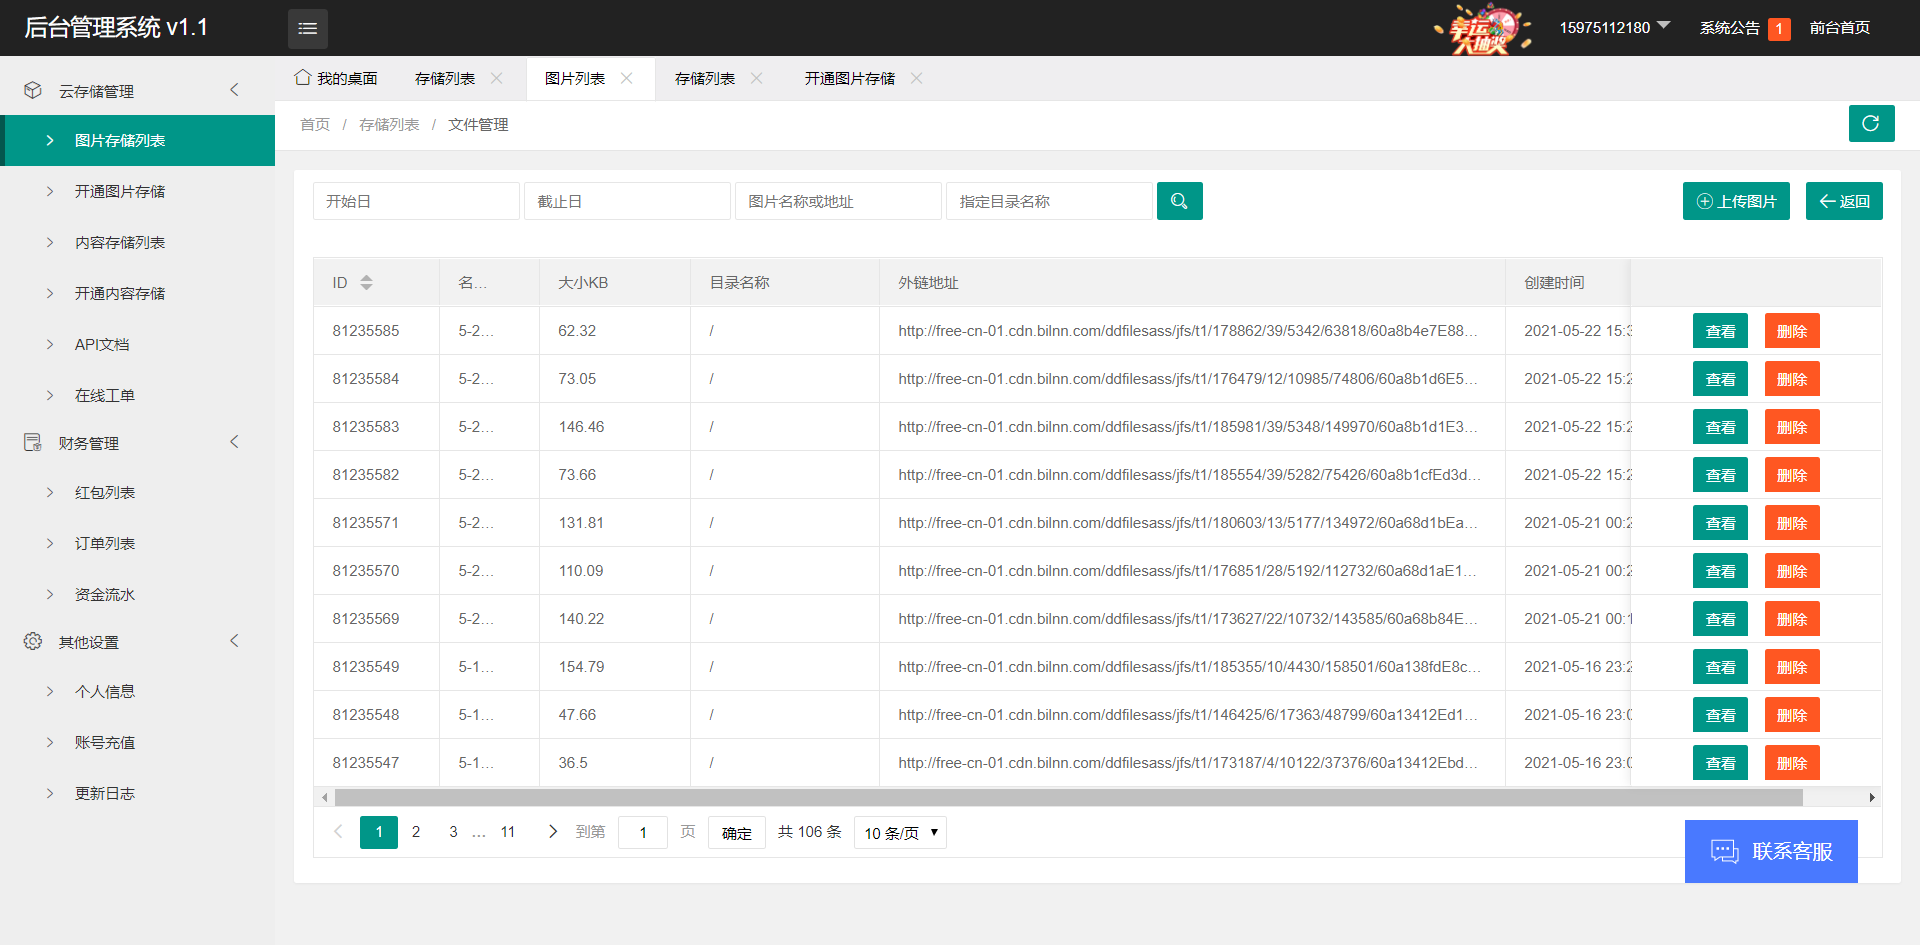 后台管理系统 v1.1
幸运大抽奖
15975112180
系统公告 1
前台首页
云存储管理
图片存储列表
开通图片存储
内容存储列表
开通内容存储
API文档
在线工单
财务管理
红包列表
订单列表
资金流水
其他设置
个人信息
账号充值
更新日志
我的桌面 存储列表 图片列表 存储列表 开通图片存储
首页 / 存储列表 / 文件管理
开始日 截止日 图片名称或地址 指定目录名称 上传图片 返回
ID 名... 大小KB 目录名称 外链地址 创建时间
81235585 5-2... 62.32 / http://free-cn-01.cdn.bilnn.com/ddfilesass/jfs/t1/178862/39/5342/63818/60a8b4e7E88... 2021-05-22 15:3 查看 删除
81235584 5-2... 73.05 / http://free-cn-01.cdn.bilnn.com/ddfilesass/jfs/t1/176479/12/10985/74806/60a8b1d6E5... 2021-05-22 15:2 查看 删除
81235583 5-2... 146.46 / http://free-cn-01.cdn.bilnn.com/ddfilesass/jfs/t1/185981/39/5348/149970/60a8b1d1E3... 2021-05-22 15:2 查看 删除
81235582 5-2... 73.66 / http://free-cn-01.cdn.bilnn.com/ddfilesass/jfs/t1/185554/39/5282/75426/60a8b1cfEd3d... 2021-05-22 15:2 查看 删除
81235571 5-2... 131.81 / http://free-cn-01.cdn.bilnn.com/ddfilesass/jfs/t1/180603/13/5177/134972/60a68d1bEa... 2021-05-21 00:2 查看 删除
81235570 5-2... 110.09 / http://free-cn-01.cdn.bilnn.com/ddfilesass/jfs/t1/176851/28/5192/112732/60a68d1aE1... 2021-05-21 00:2 查看 删除
81235569 5-2... 140.22 / http://free-cn-01.cdn.bilnn.com/ddfilesass/jfs/t1/173627/22/10732/143585/60a68b84E... 2021-05-21 00:1 查看 删除
81235549 5-1... 154.79 / http://free-cn-01.cdn.bilnn.com/ddfilesass/jfs/t1/185355/10/4430/158501/60a138fdE8c... 2021-05-16 23:2 查看 删除
81235548 5-1... 47.66 / http://free-cn-01.cdn.bilnn.com/ddfilesass/jfs/t1/146425/6/17363/48799/60a13412Ed1... 2021-05-16 23:0 查看 删除
81235547 5-1... 36.5 / http://free-cn-01.cdn.bilnn.com/ddfilesass/jfs/t1/173187/4/10122/37376/60a13412Ebd... 2021-05-16 23:0 查看 删除
1 2 3 ... 11 到第 1 页 确定 共 106 条 10 条/页
联系客服